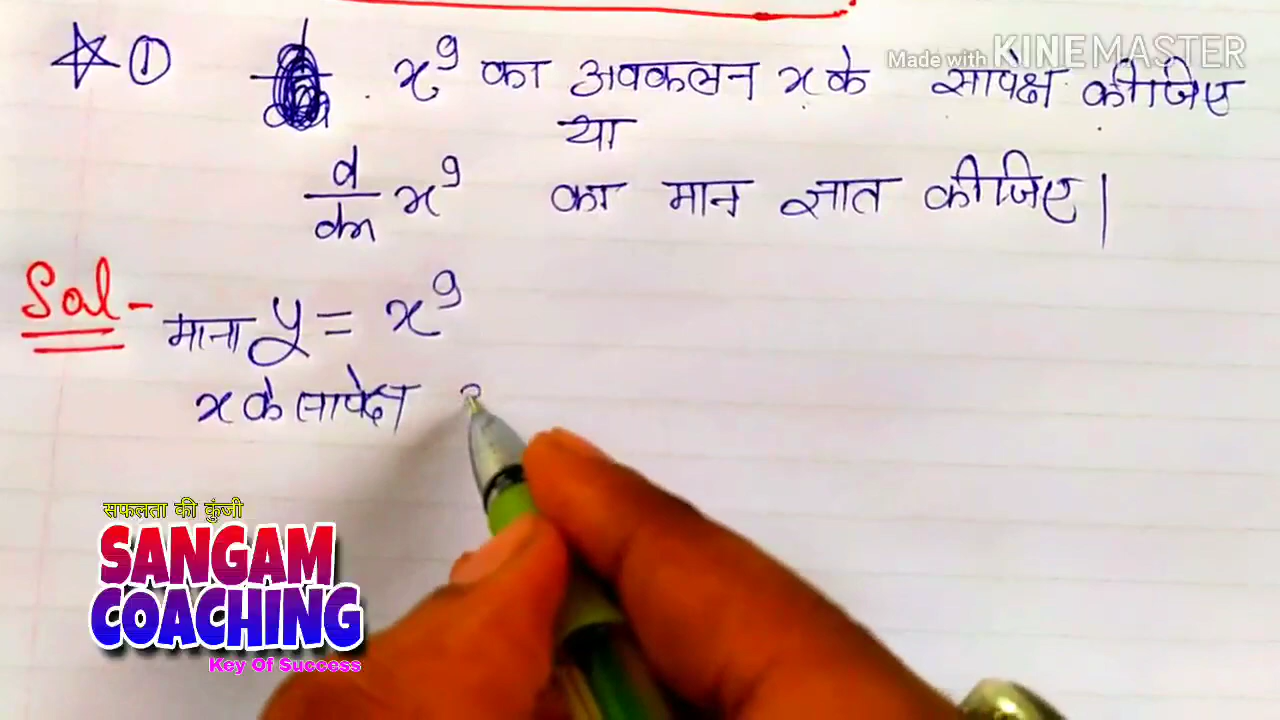 ① x⁹ का अवकलन x के सापेक्ष कीजिए
या
d/dx x⁹ का मान ज्ञात कीजिए।
Sol- माना y = x⁹
x के सापेक्ष
Made with KINEMASTER
सफलता की कुंजी
SANGAM
COACHING
Key Of Success